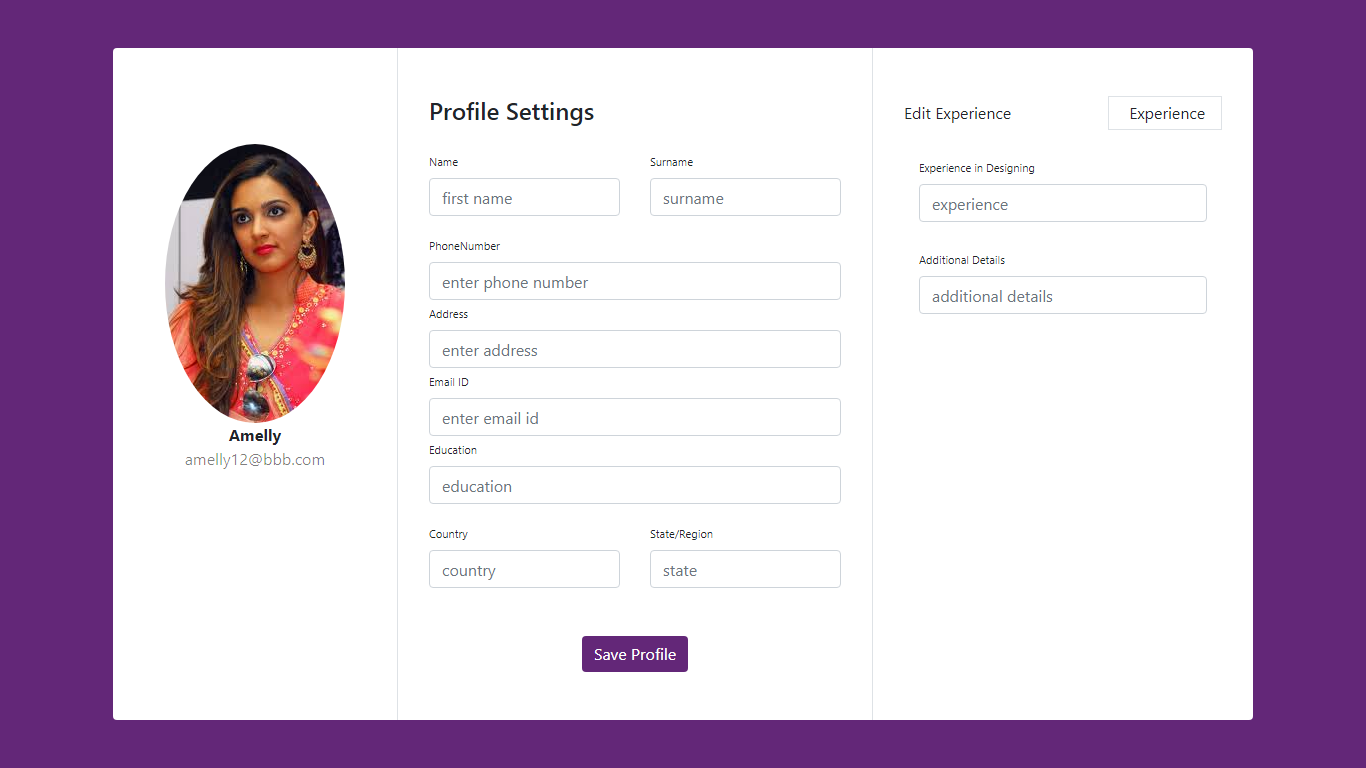 Amelly
amelly12@bbb.com
Profile Settings
Name Surname
first name surname
PhoneNumber
enter phone number
Address
enter address
Email ID
enter email id
Education
education
Country State/Region
country state
Save Profile
Edit Experience Experience
Experience in Designing
experience
Additional Details
additional details